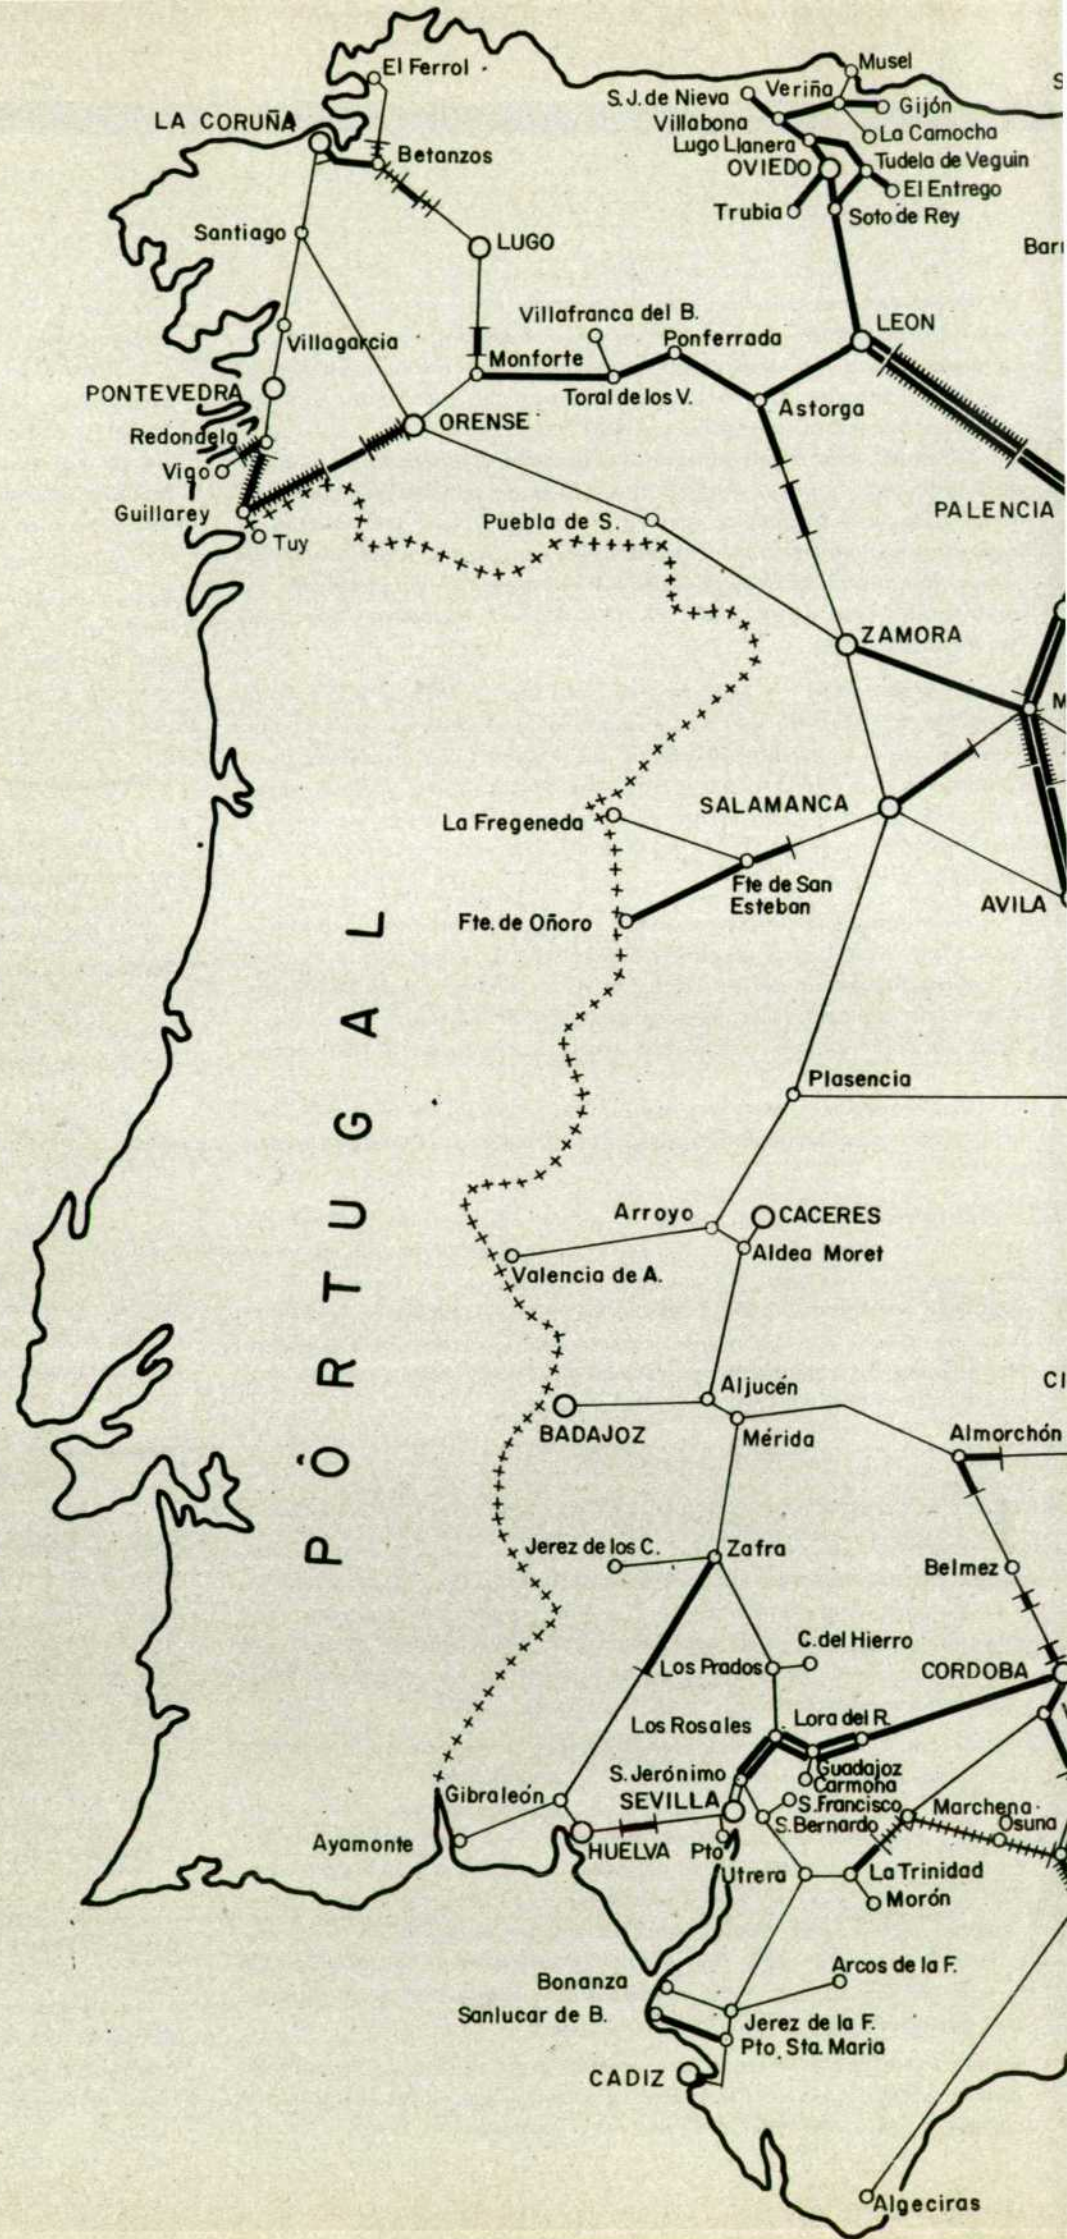 El Ferrol
Musel
S
S.J. de Nieva
Veriña
Gijón
LA CORUÑA
Villabona
La Camocha
Lugo Llanera
Betanzos
OVIEDO
Tudela de Veguin
El Entrego
Trubia
Soto de Rey
Santiago
LUGO
Bari
Villafranca del B.
LEON
Villagarcia
Ponferrada
Monforte
PONTEVEDRA
Toral de los V.
Astorga
ORENSE
Redondela
Vigo
PALENCIA
Guillarey
Puebla de S.
Tuy
ZAMORA
M
SALAMANCA
La Fregeneda
Fte de San
Esteban
AVILA
Fte. de Oñoro
PORTUGAL
Plasencia
Arroyo
CACERES
Aldea Moret
Valencia de A.
CI
Aljucén
BADAJOZ
Mérida
Almorchón
Jerez de los C.
Zafra
Belmez
C. del Hierro
Los Prados
CORDOBA
Los Rosales
Lora del R.
V
S. Jerónimo
Guadajoz
Carmona
Gibraleón
SEVILLA
S. Francisco
Marchena
S. Bernardo
Osuna
Ayamonte
HUELVA
Pto
Utrera
La Trinidad
Morón
Bonanza
Arcos de la F.
Sanlucar de B.
Jerez de la F.
Pto. Sta. Maria
CADIZ
Algeciras